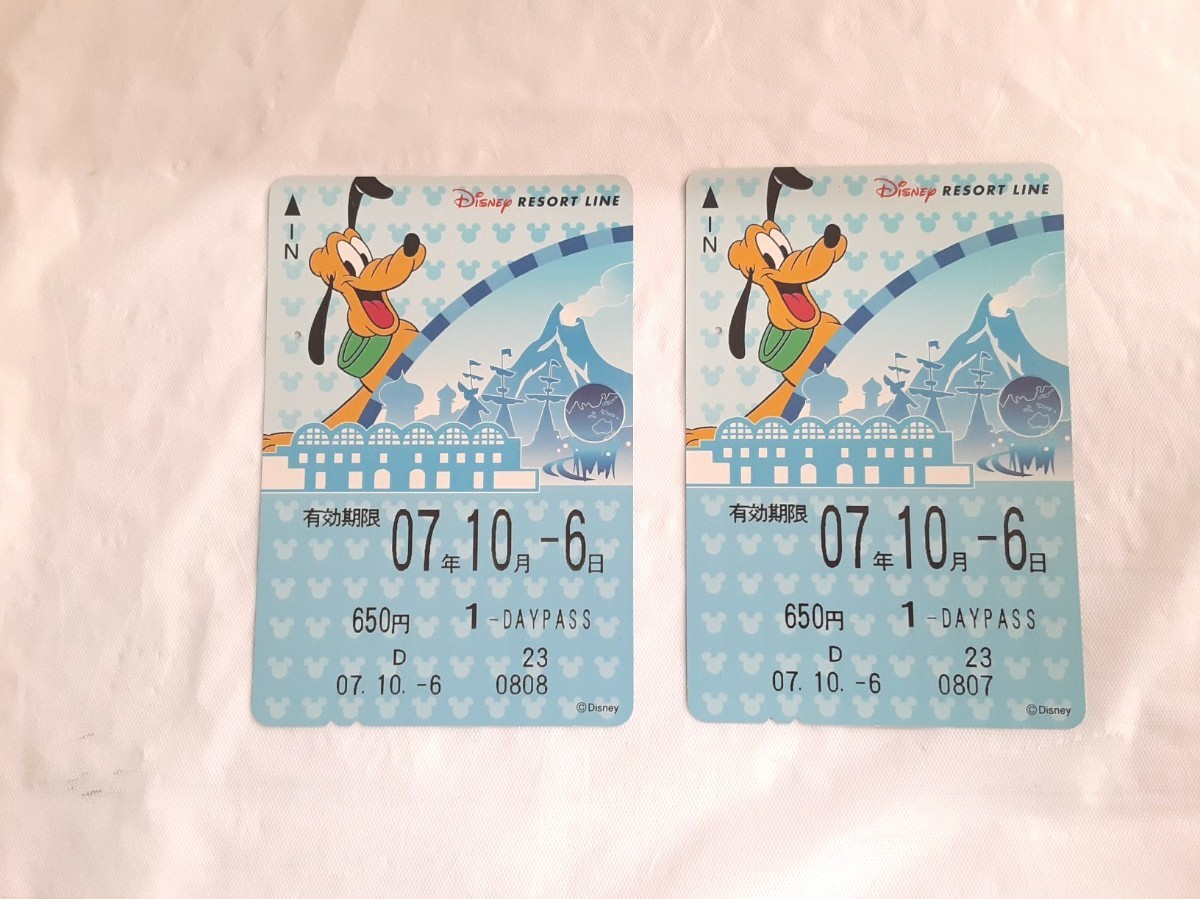 Disney RESORT LINE
IN
有効期限 07年10月-6日
650円 1-DAYPASS
D 23
07.10.-6 0808
©Disney
Disney RESORT LINE
IN
有効期限 07年10月-6日
650円 1-DAYPASS
D 23
07.10.-6 0807
©Disney